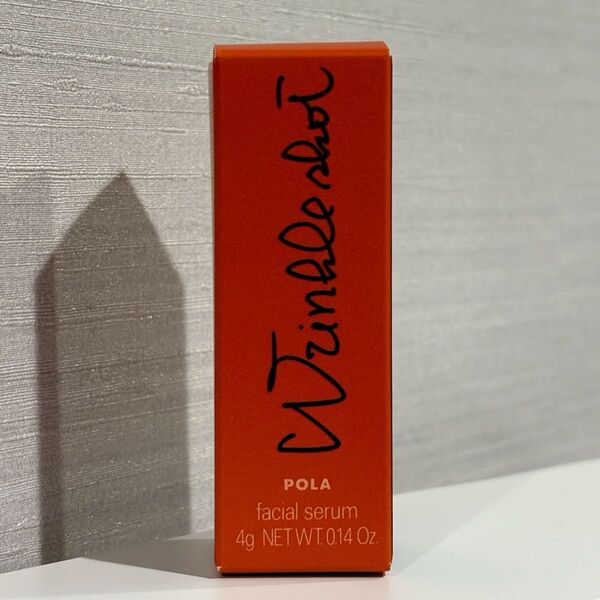 Wrinkle shot
POLA
facial serum
4g NET WT. 0.14 Oz.